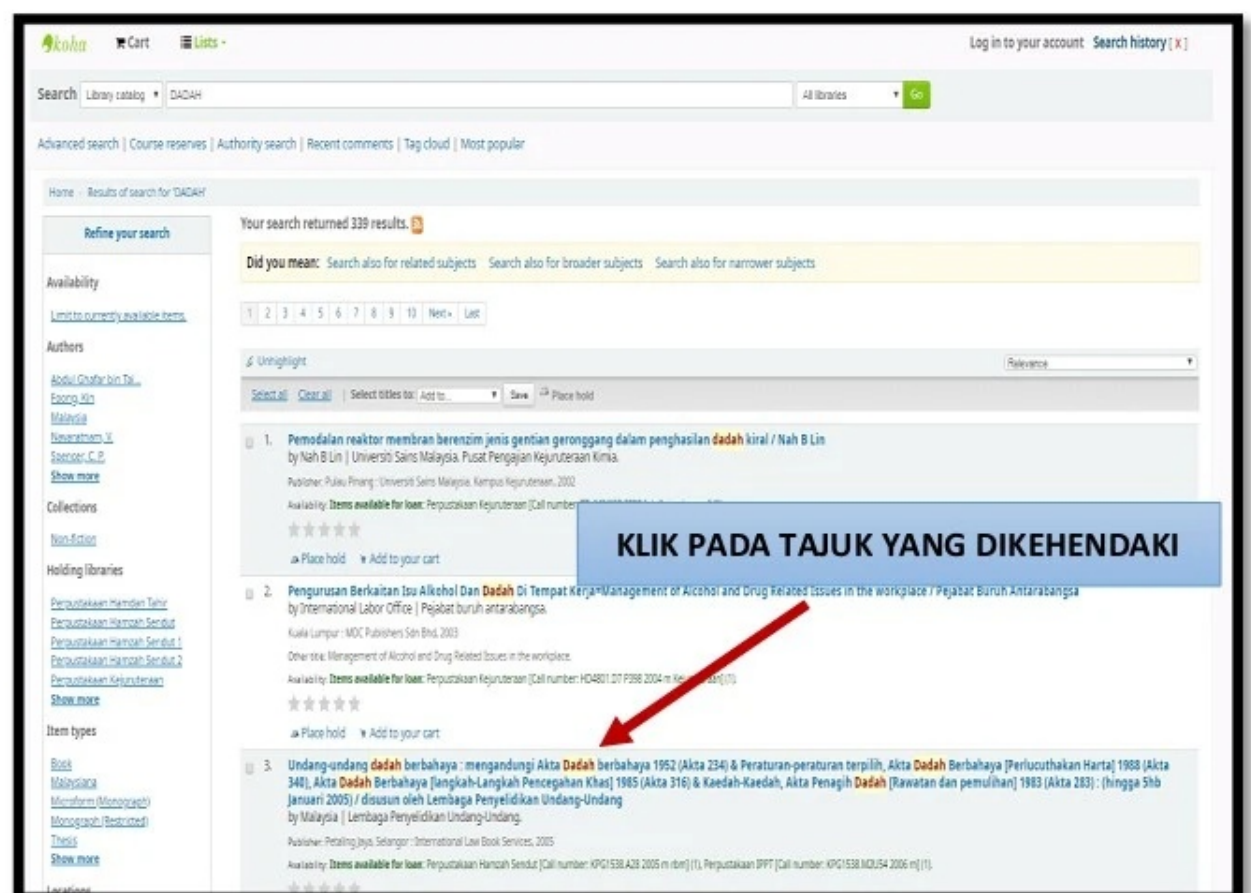 koha Cart Lists Log in to your account Search history [x]
Search Library catalog DADAH All libraries Go
Advanced search | Course reserves | Authority search | Recent comments | Tag cloud | Most popular
Home Results of search for 'DADAH'
Refine your search
Availability
Limit to currently available items.
Authors
Abdul Ghafar bin Tai...
Foong, Kin
Malaysia
Navaratnam, V.
Spencer, C. P.
Show more
Collections
Non-fiction
Holding libraries
Perpustakaan Hamdan Tahir
Perpustakaan Hamzah Sendut
Perpustakaan Hamzah Sendut 1
Perpustakaan Hamzah Sendut 2
Perpustakaan Kejuruteraan
Show more
Item types
Book
Malaysiana
Microform (Monograph)
Monograph (Restricted)
Thesis
Show more
Locations
Your search returned 339 results.
Did you mean: Search also for related subjects Search also for broader subjects Search also for narrower subjects
1 2 3 4 5 6 7 8 9 10 Next» Last
Unhighlight Relevance
Select all Clear all | Select titles to: Add to... Save Place hold
1. Pemodalan reaktor membran berenzim jenis gentian geronggang dalam penghasilan dadah kiral / Nah B Lin
by Nah B Lin | Universiti Sains Malaysia. Pusat Pengajian Kejuruteraan Kimia.
Publisher: Pulau Pinang : Universiti Sains Malaysia, Kampus Kejuruteraan, 2002
Availability: Items available for loan: Perpustakaan Kejuruteraan [Call number:
Place hold Add to your cart
KLIK PADA TAJUK YANG DIKEHENDAKI
2. Pengurusan Berkaitan Isu Alkohol Dan Dadah Di Tempat Kerja=Management of Alcohol and Drug Related Issues in the workplace / Pejabat Buruh Antarabangsa
by International Labor Office | Pejabat buruh antarabangsa.
Kuala Lumpur : MDC Publishers Sdn Bhd, 2003
Other title: Management of Alcohol and Drug Related Issues in the workplace.
Availability: Items available for loan: Perpustakaan Kejuruteraan [Call number: HD4801.D7 P398 2004 m (1).
Place hold Add to your cart
3. Undang-undang dadah berbahaya : mengandungi Akta Dadah berbahaya 1952 (Akta 234) & Peraturan-peraturan terpilih, Akta Dadah Berbahaya [Perlucuthakan Harta] 1988 (Akta
340), Akta Dadah Berbahaya [langkah-Langkah Pencegahan Khas] 1985 (Akta 316) & Kaedah-Kaedah, Akta Penagih Dadah [Rawatan dan pemulihan] 1983 (Akta 283) : (hingga 5hb
Januari 2005) / disusun oleh Lembaga Penyelidikan Undang-Undang
by Malaysia | Lembaga Penyelidikan Undang-Undang.
Publisher: Petaling Jaya, Selangor : International Law Book Services, 2005
Availability: Items available for loan: Perpustakaan Hamzah Sendut [Call number: KPG1538.A28 2005 m rbm] (1), Perpustakaan IPPT [Call number: KPG1538.M2U54 2006 m] (1).